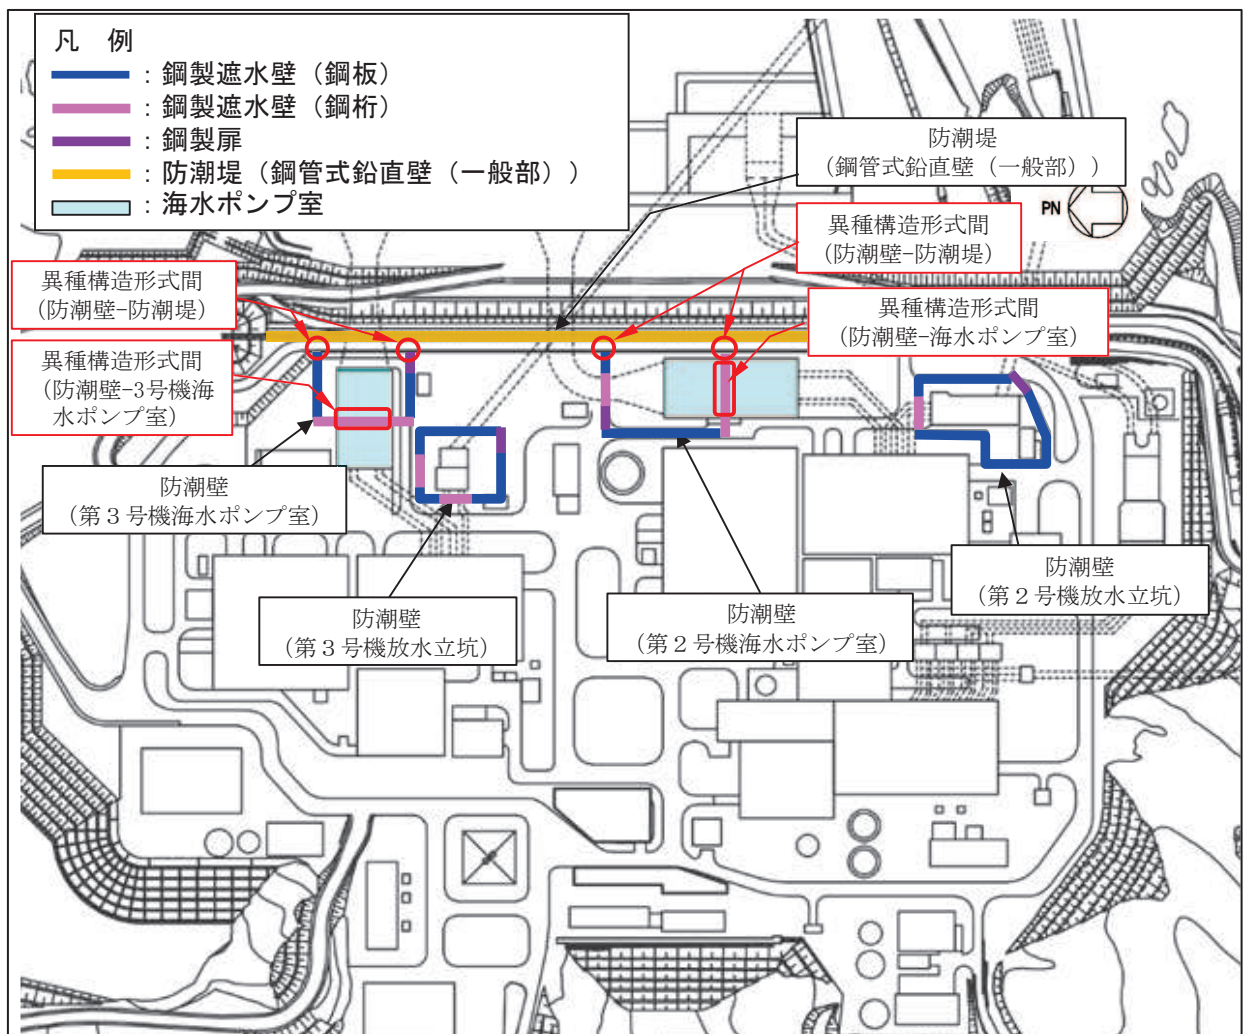 凡 例
：鋼製遮水壁（鋼板）
：鋼製遮水壁（鋼桁）
：鋼製扉
：防潮堤（鋼管式鉛直壁（一般部））
：海水ポンプ室
防潮堤
（鋼管式鉛直壁（一般部））
PN
異種構造形式間
（防潮壁−防潮堤）
異種構造形式間
（防潮壁−防潮堤）
異種構造形式間
（防潮壁−海水ポンプ室）
異種構造形式間
（防潮壁−3号機海
水ポンプ室）
防潮壁
（第３号機海水ポンプ室）
防潮壁
（第３号機放水立坑）
防潮壁
（第２号機海水ポンプ室）
防潮壁
（第２号機放水立坑）